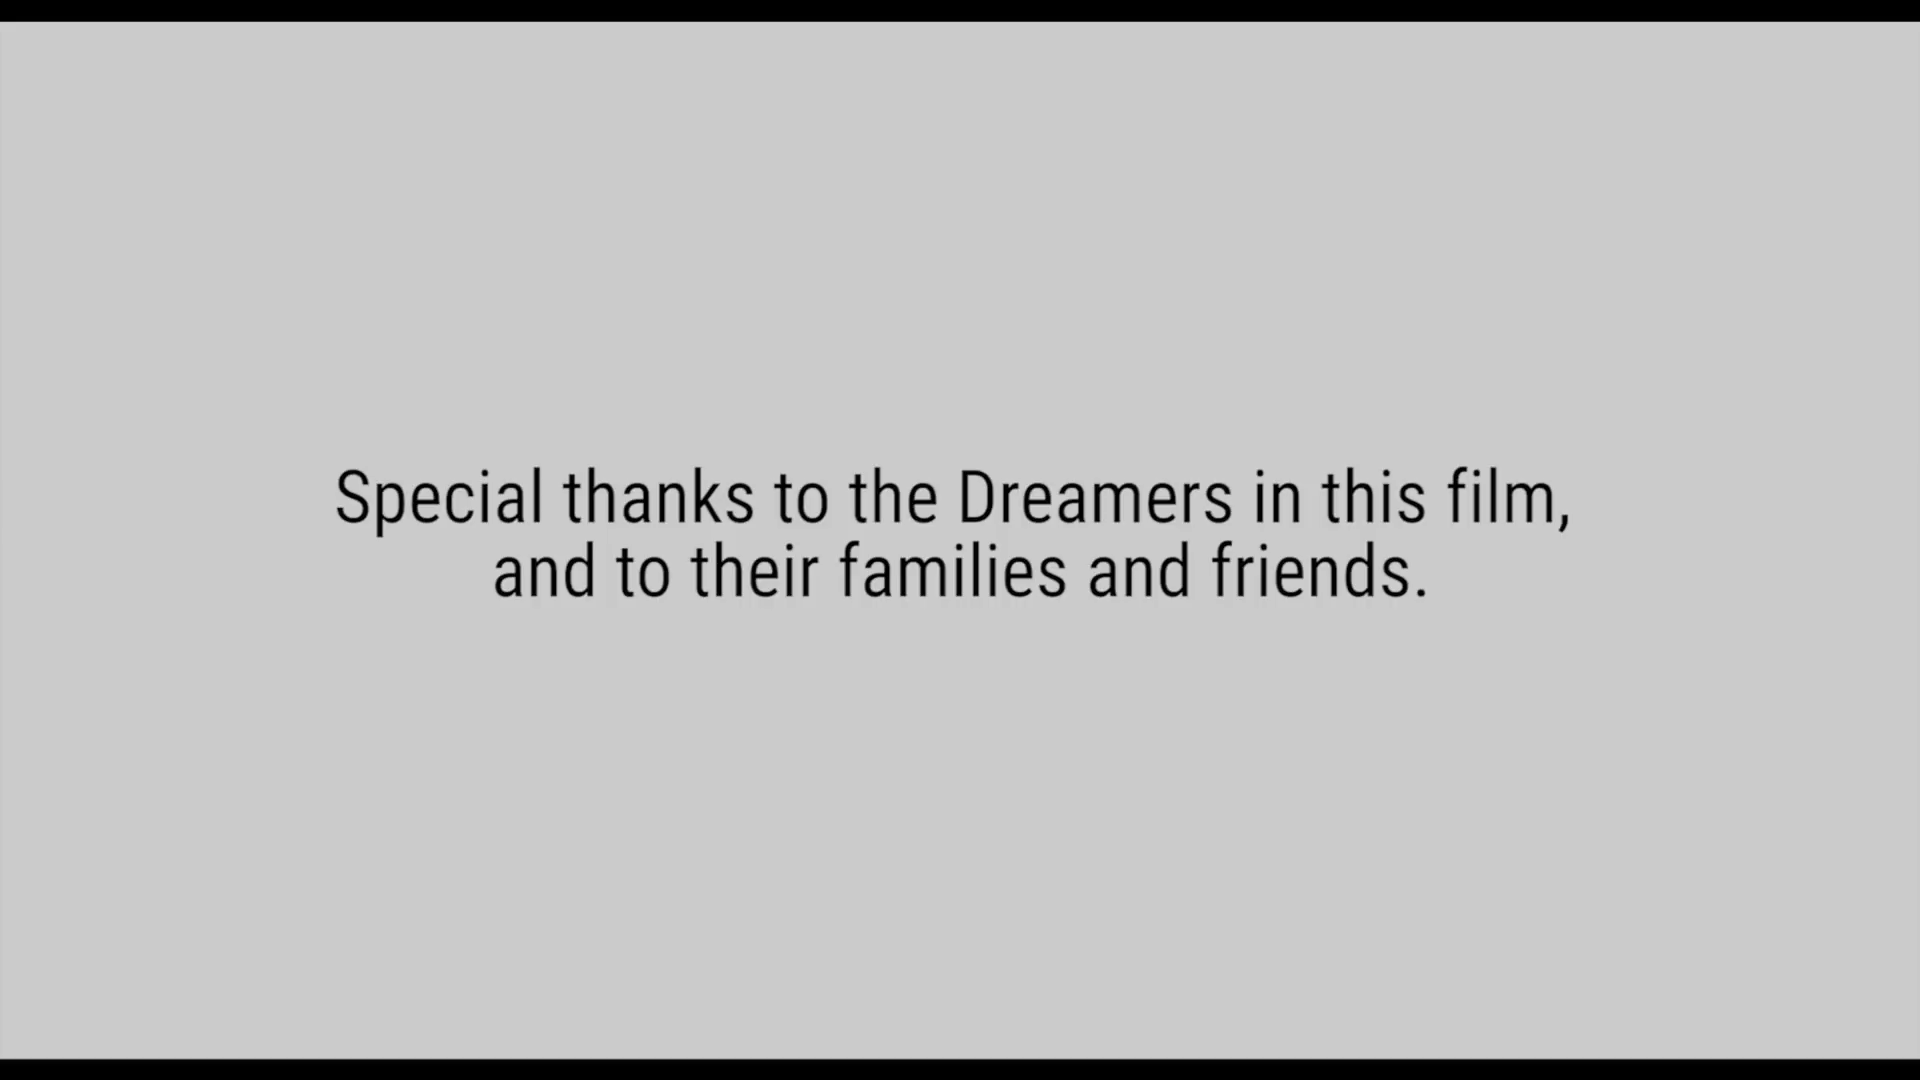 Special thanks to the Dreamers in this film,
and to their families and friends.